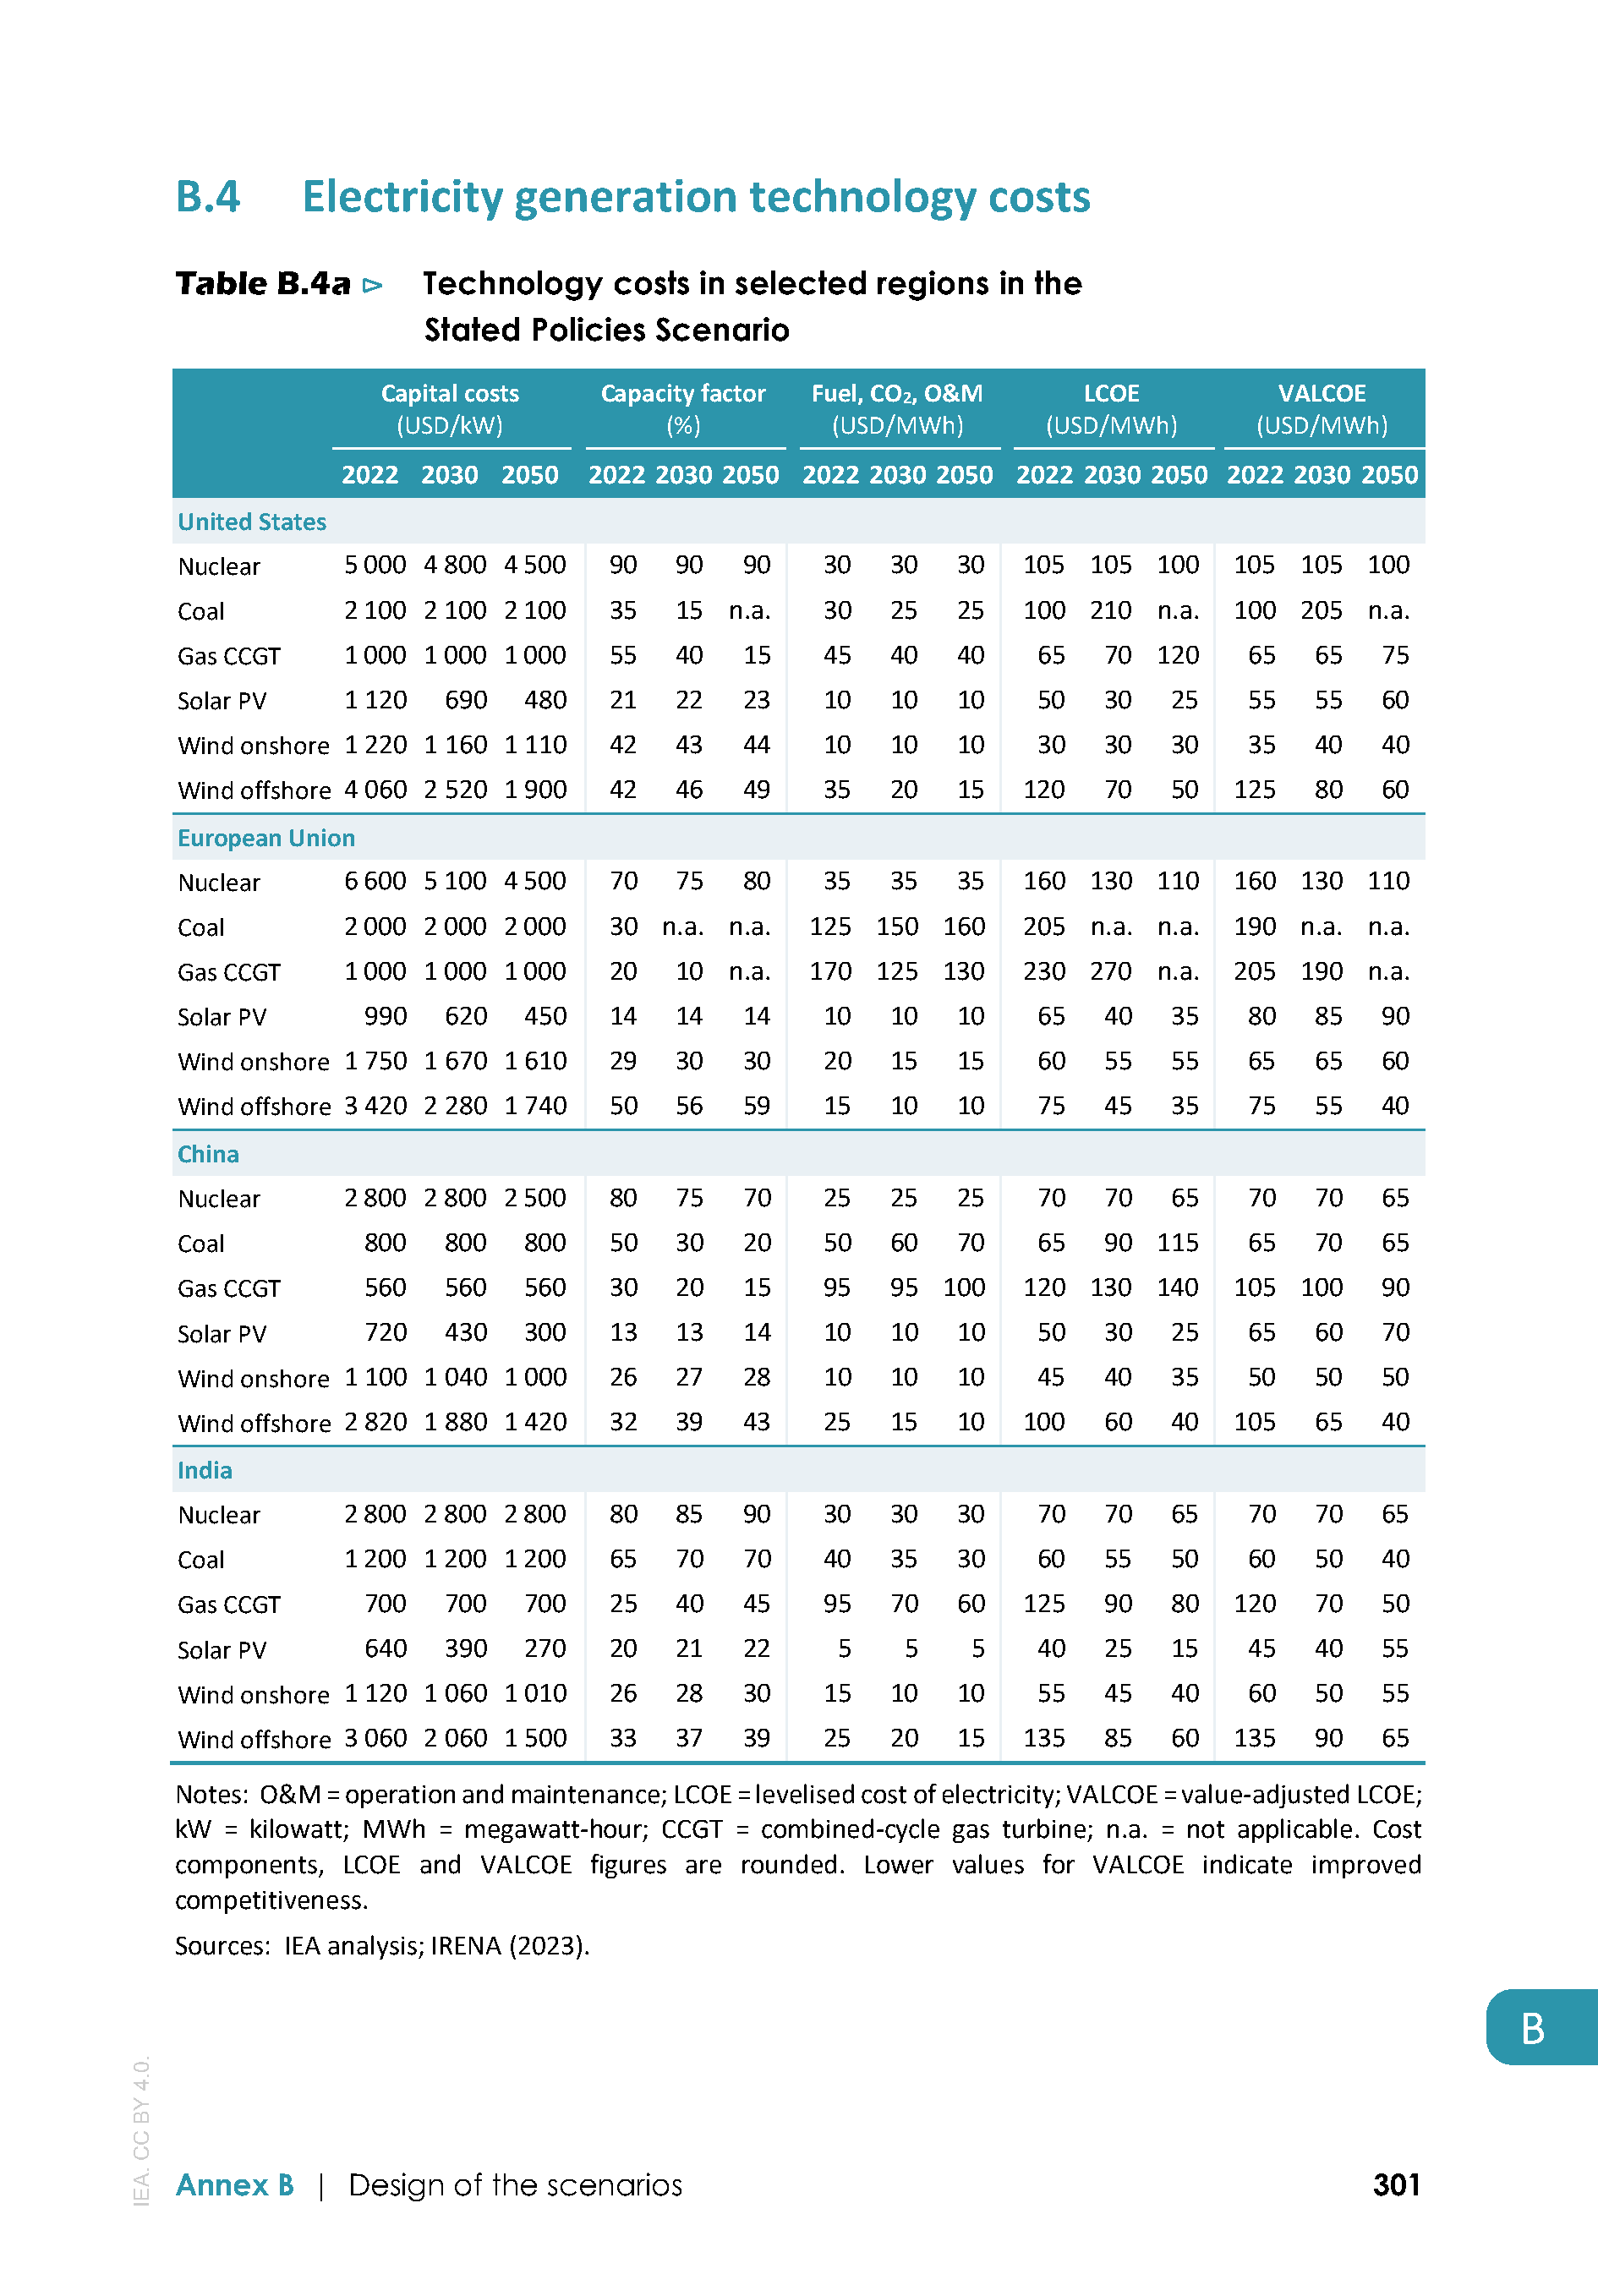 B.4 Electricity generation technology costs
Table B.4a ⊳ Technology costs in selected regions in the
Stated Policies Scenario
Capital costs Capacity factor Fuel, CO₂, O&M LCOE VALCOE
(USD/kW) (%) (USD/MWh) (USD/MWh) (USD/MWh)
2022 2030 2050 2022 2030 2050 2022 2030 2050 2022 2030 2050 2022 2030 2050
United States
Nuclear 5 000 4 800 4 500 90 90 90 30 30 30 105 105 100 105 105 100
Coal 2 100 2 100 2 100 35 15 n.a. 30 25 25 100 210 n.a. 100 205 n.a.
Gas CCGT 1 000 1 000 1 000 55 40 15 45 40 40 65 70 120 65 65 75
Solar PV 1 120 690 480 21 22 23 10 10 10 50 30 25 55 55 60
Wind onshore 1 220 1 160 1 110 42 43 44 10 10 10 30 30 30 35 40 40
Wind offshore 4 060 2 520 1 900 42 46 49 35 20 15 120 70 50 125 80 60
European Union
Nuclear 6 600 5 100 4 500 70 75 80 35 35 35 160 130 110 160 130 110
Coal 2 000 2 000 2 000 30 n.a. n.a. 125 150 160 205 n.a. n.a. 190 n.a. n.a.
Gas CCGT 1 000 1 000 1 000 20 10 n.a. 170 125 130 230 270 n.a. 205 190 n.a.
Solar PV 990 620 450 14 14 14 10 10 10 65 40 35 80 85 90
Wind onshore 1 750 1 670 1 610 29 30 30 20 15 15 60 55 55 65 65 60
Wind offshore 3 420 2 280 1 740 50 56 59 15 10 10 75 45 35 75 55 40
China
Nuclear 2 800 2 800 2 500 80 75 70 25 25 25 70 70 65 70 70 65
Coal 800 800 800 50 30 20 50 60 70 65 90 115 65 70 65
Gas CCGT 560 560 560 30 20 15 95 95 100 120 130 140 105 100 90
Solar PV 720 430 300 13 13 14 10 10 10 50 30 25 65 60 70
Wind onshore 1 100 1 040 1 000 26 27 28 10 10 10 45 40 35 50 50 50
Wind offshore 2 820 1 880 1 420 32 39 43 25 15 10 100 60 40 105 65 40
India
Nuclear 2 800 2 800 2 800 80 85 90 30 30 30 70 70 65 70 70 65
Coal 1 200 1 200 1 200 65 70 70 40 35 30 60 55 50 60 50 40
Gas CCGT 700 700 700 25 40 45 95 70 60 125 90 80 120 70 50
Solar PV 640 390 270 20 21 22 5 5 5 40 25 15 45 40 55
Wind onshore 1 120 1 060 1 010 26 28 30 15 10 10 55 45 40 60 50 55
Wind offshore 3 060 2 060 1 500 33 37 39 25 20 15 135 85 60 135 90 65
Notes: O&M = operation and maintenance; LCOE = levelised cost of electricity; VALCOE = value-adjusted LCOE;
kW = kilowatt; MWh = megawatt-hour; CCGT = combined-cycle gas turbine; n.a. = not applicable. Cost
components, LCOE and VALCOE figures are rounded. Lower values for VALCOE indicate improved
competitiveness.
Sources: IEA analysis; IRENA (2023).
B
IEA. CC BY 4.0.
Annex B | Design of the scenarios 301